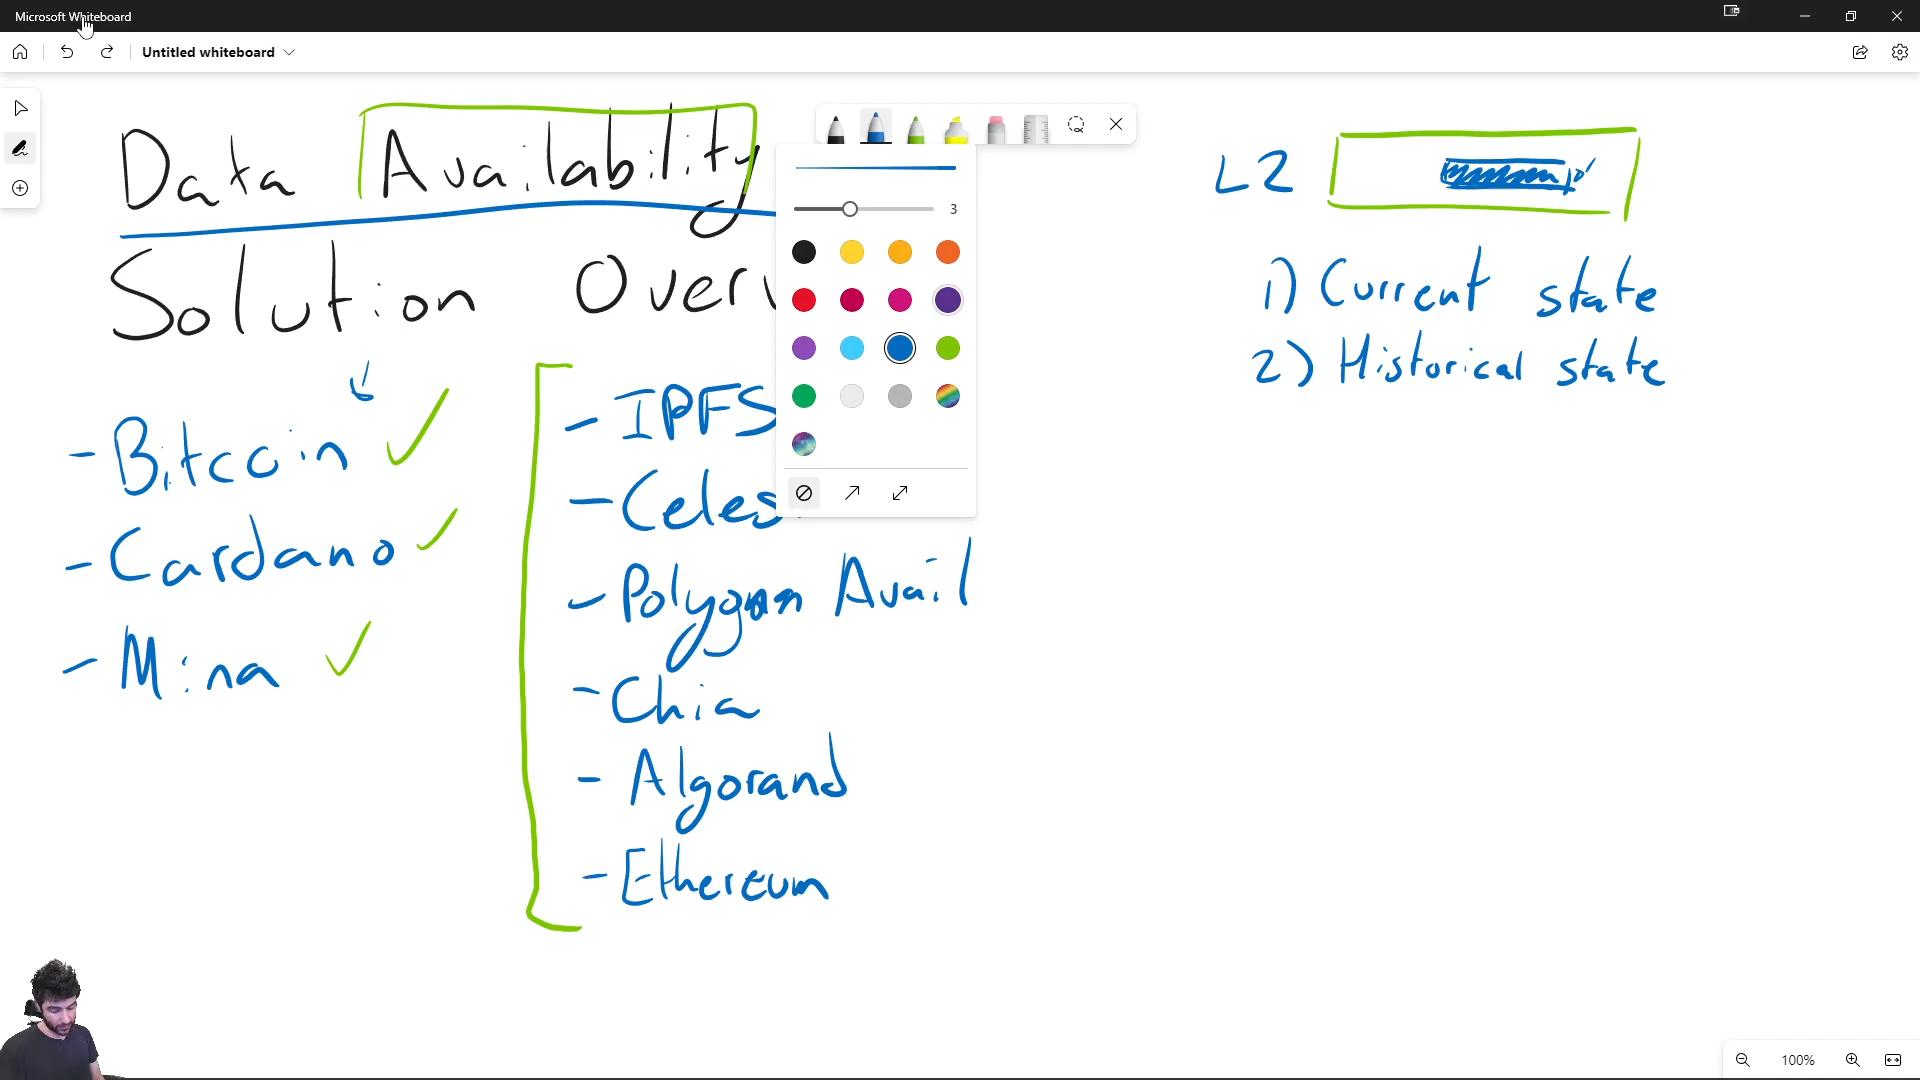 Microsoft Whiteboard
Untitled whiteboard
Data Availability
Solution Overv
- Bitcoin
- Cardano
- Mina
- IPFS
- Celes
- Polygon Avail
- Chia
- Algorand
- Ethereum
3
L2
1) Current state
2) Historical state
100%